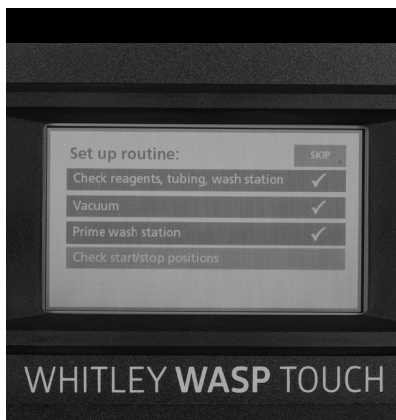 Set up routine:
SKIP
Check reagents, tubing, wash station
Vacuum
Prime wash station
Check start/stop positions
WHITLEY WASP TOUCH